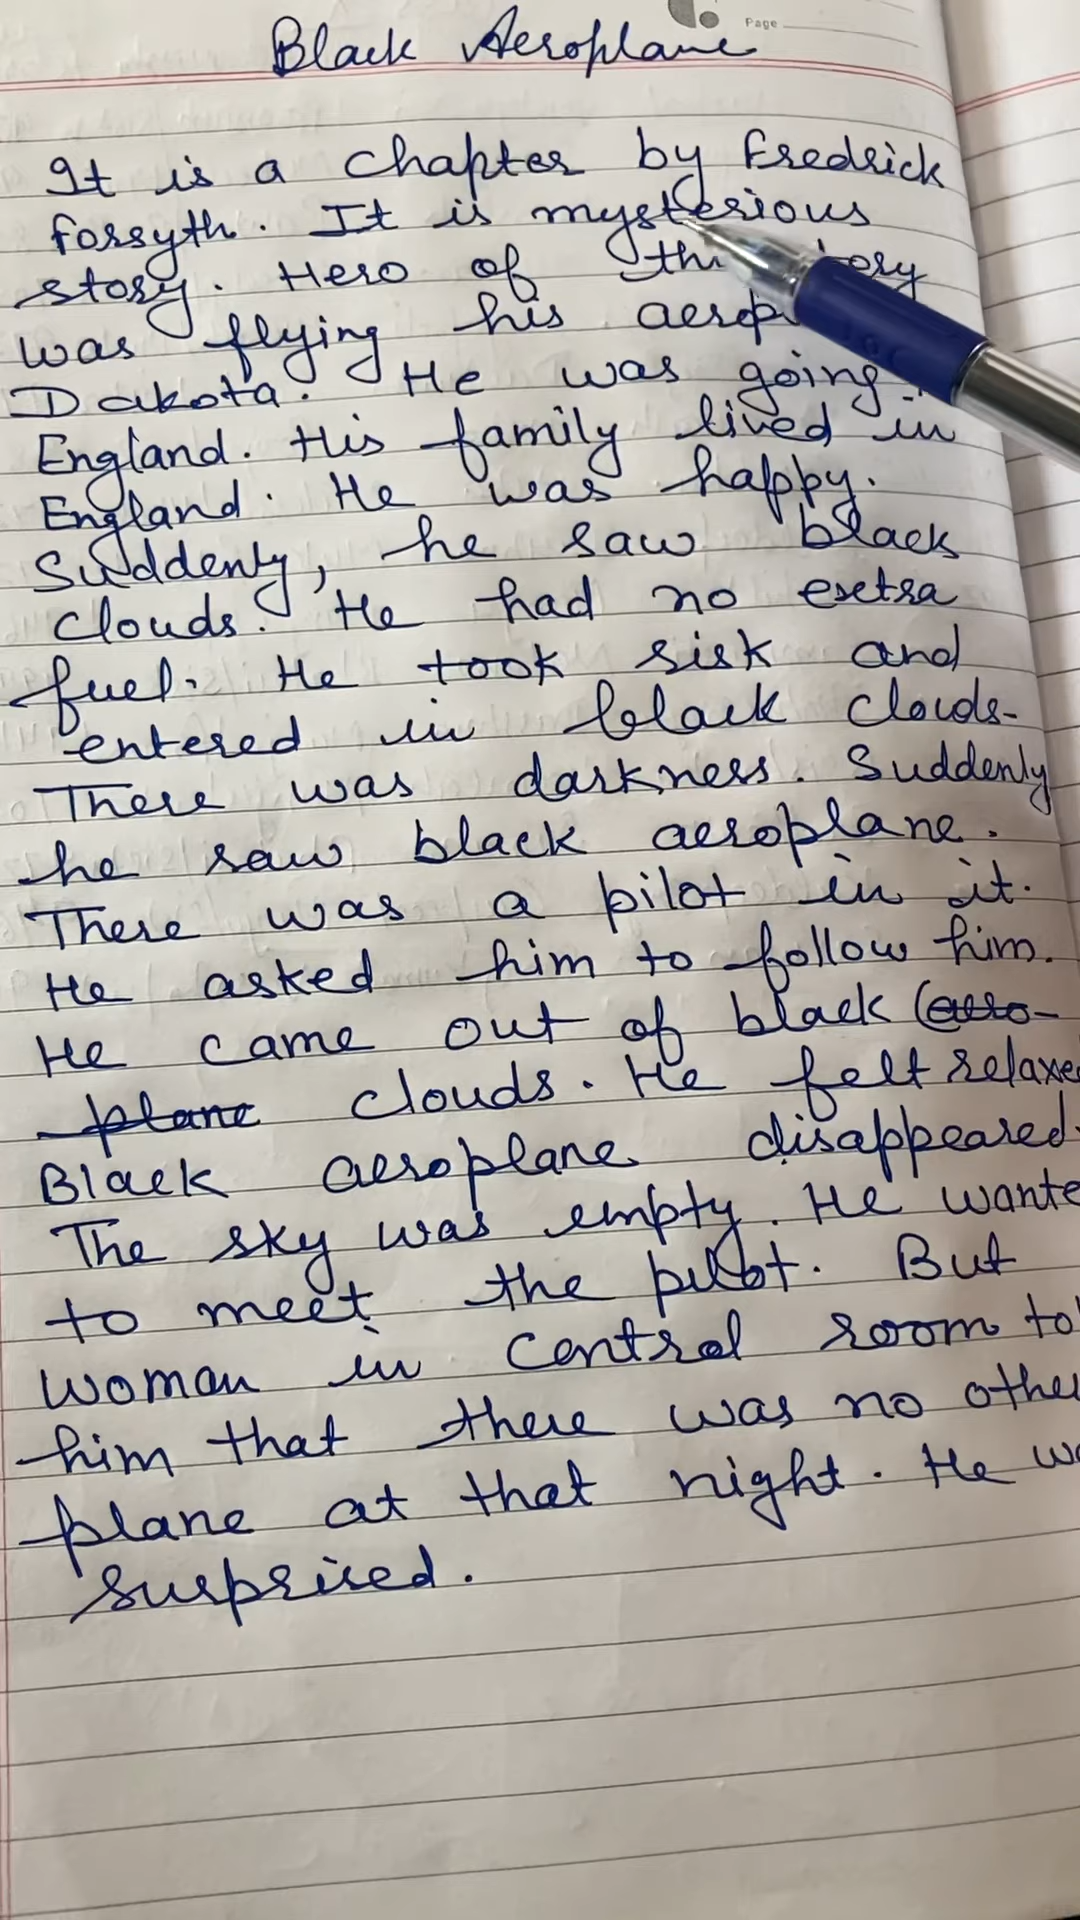 Page
Black Aeroplane
It is a chapter by Fredrick
forsyth. It is mysterious
story. Hero of
was flying his
Dakota. He was going
England. His family lived in
England. He was happy.
Suddenly, he saw black
clouds. He had no extra
fuel. He took risk and
entered in black clouds-
There was darkness. Suddenly
he saw black aeroplane.
There was a pilot in it.
He asked him to follow him.
He came out of black (aero-
plane clouds. He felt relaxe
Black aeroplane disappeared.
The sky was empty. He wante
to meet the pilot. But
woman in control room to
him that there was no othe
plane at that night. He wa
surprised.